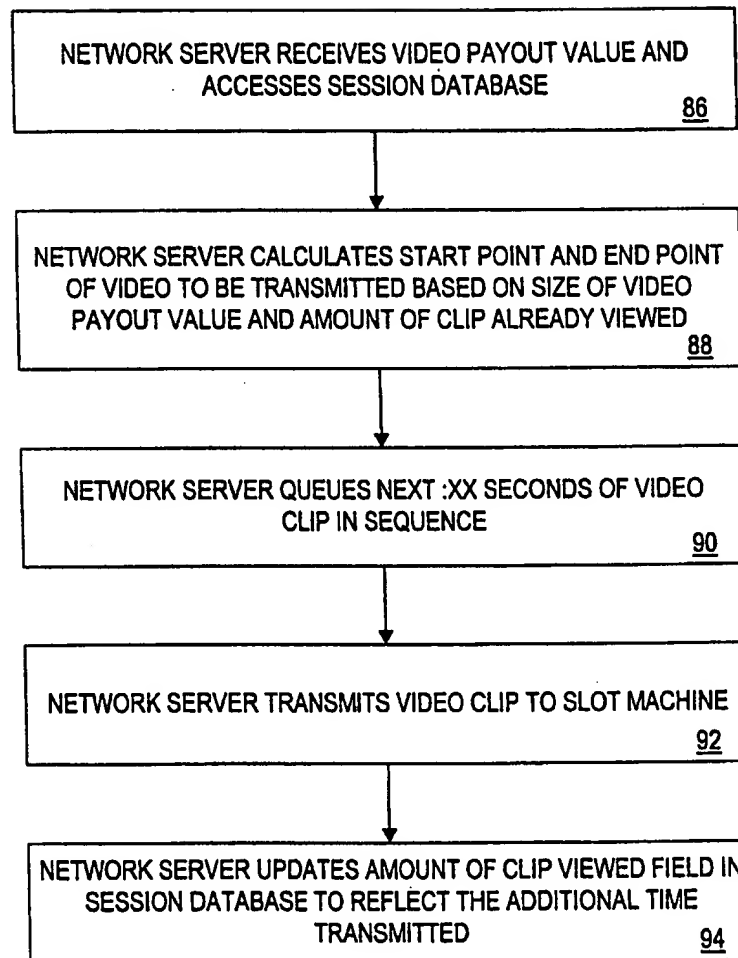 NETWORK SERVER RECEIVES VIDEO PAYOUT VALUE AND
ACCESSES SESSION DATABASE
86
NETWORK SERVER CALCULATES START POINT AND END POINT
OF VIDEO TO BE TRANSMITTED BASED ON SIZE OF VIDEO
PAYOUT VALUE AND AMOUNT OF CLIP ALREADY VIEWED
88
NETWORK SERVER QUEUES NEXT :XX SECONDS OF VIDEO
CLIP IN SEQUENCE
90
NETWORK SERVER TRANSMITS VIDEO CLIP TO SLOT MACHINE
92
NETWORK SERVER UPDATES AMOUNT OF CLIP VIEWED FIELD IN
SESSION DATABASE TO REFLECT THE ADDITIONAL TIME
TRANSMITTED
94